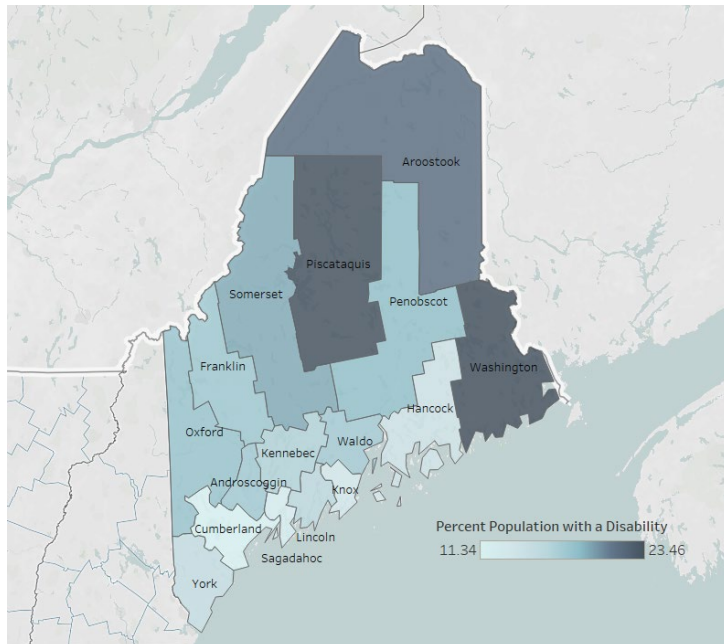 Aroostook
Piscataquis
Somerset
Penobscot
Franklin
Washington
Hancock
Oxford
Waldo
Kennebec
Androscoggin
Knox
Cumberland
Lincoln
Sagadahoc
York
Percent Population with a Disability
11.34 23.46